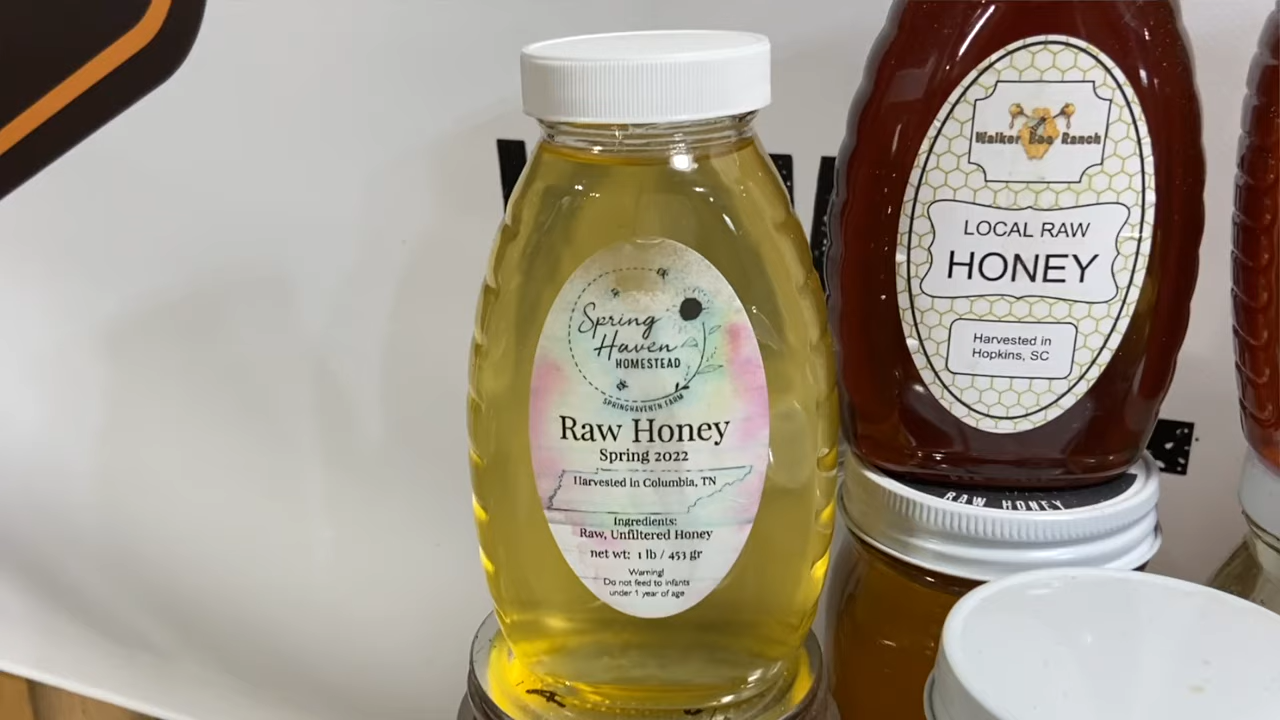 Spring
Haven
HOMESTEAD
SPRINGHAVENTN FARM
Raw Honey
Spring 2022
Harvested in Columbia, TN
Ingredients:
Raw, Unfiltered Honey
net wt: 1 lb / 453 gr
Warning!
Do not feed to infants
under 1 year of age
Walker Bee Ranch
LOCAL RAW
HONEY
Harvested in
Hopkins, SC
RAW HONEY